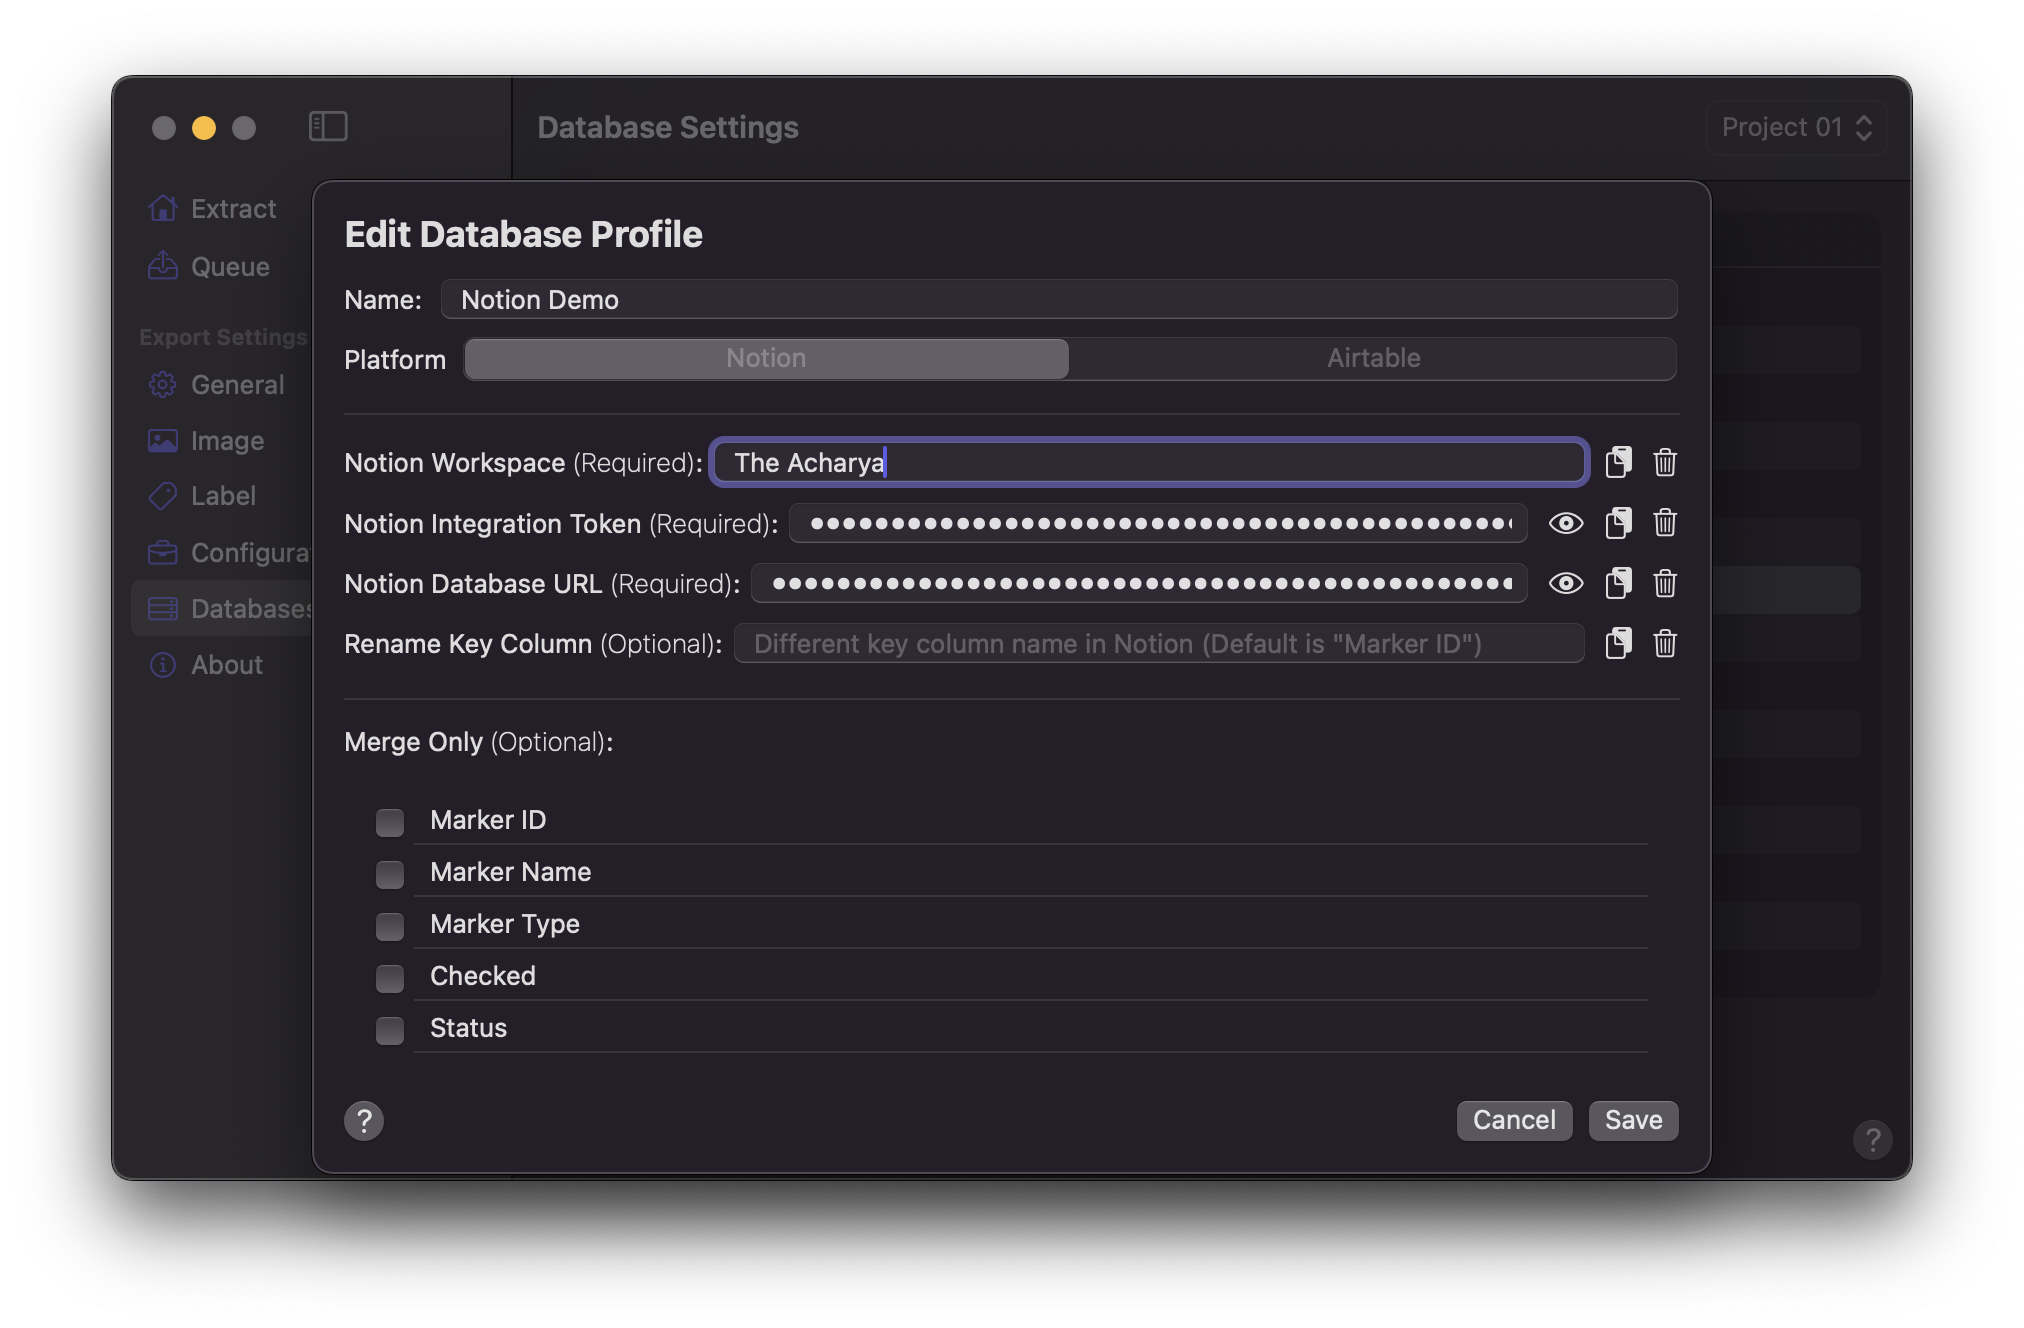 Database Settings
Project 01
Extract
Queue
Export Settings
General
Image
Label
Databases
About
Edit Database Profile
Name: Notion Demo
Platform Notion Airtable
Notion Workspace (Required): The Acharya
Notion Integration Token (Required):
Notion Database URL (Required):
Rename Key Column (Optional): Different key column name in Notion (Default is "Marker ID")
Merge Only (Optional):
Marker ID
Marker Name
Marker Type
Checked
Status
? Cancel Save
?